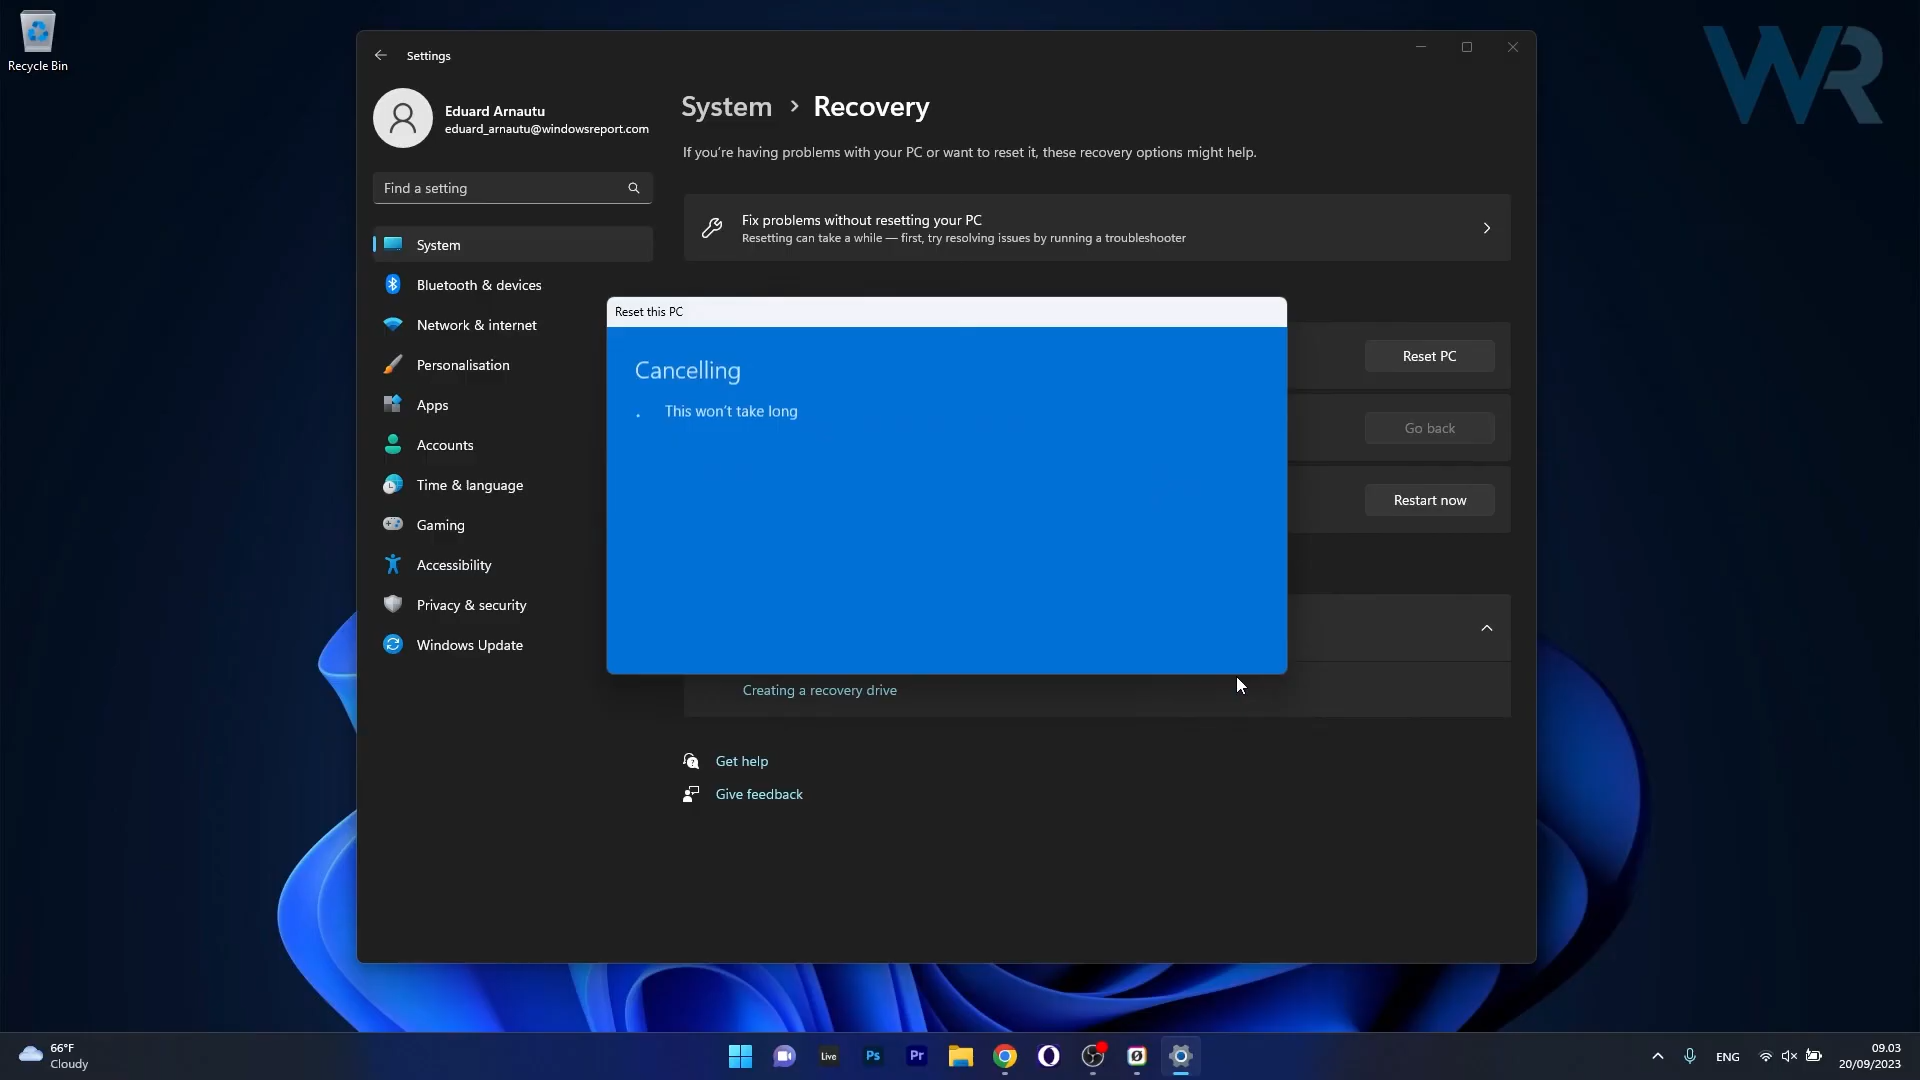 Recycle Bin
WR
Settings
Eduard Arnautu
eduard_arnautu@windowsreport.com
Find a setting
System
Bluetooth & devices
Network & internet
Personalisation
Apps
Accounts
Time & language
Gaming
Accessibility
Privacy & security
Windows Update
System > Recovery
If you're having problems with your PC or want to reset it, these recovery options might help.
Fix problems without resetting your PC
Resetting can take a while — first, try resolving issues by running a troubleshooter
Reset this PC
Cancelling
This won't take long
Reset PC
Go back
Restart now
Creating a recovery drive
Get help
Give feedback
66°F
Cloudy
Live
Ps
Pr
ENG
09.03
20/09/2023